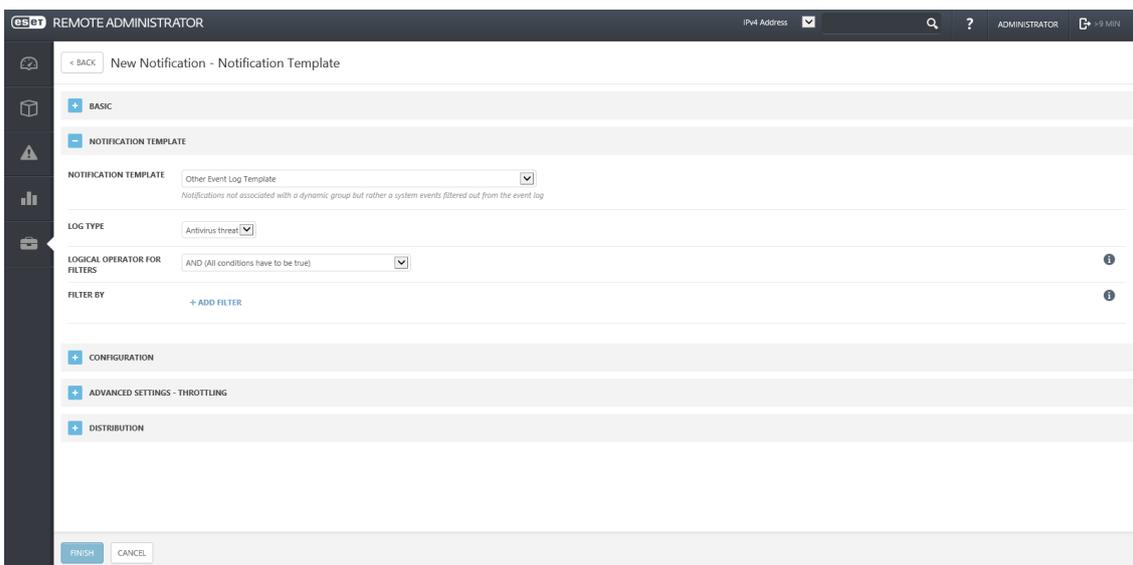 eset REMOTE ADMINISTRATOR
IPv4 Address
?
ADMINISTRATOR
>9 MIN
< BACK
New Notification - Notification Template
+ BASIC
− NOTIFICATION TEMPLATE
NOTIFICATION TEMPLATE
Other Event Log Template
Notifications not associated with a dynamic group but rather a system events filtered out from the event log
LOG TYPE
Antivirus threat
LOGICAL OPERATOR FOR
FILTERS
AND (All conditions have to be true)
FILTER BY
+ ADD FILTER
+ CONFIGURATION
+ ADVANCED SETTINGS - THROTTLING
+ DISTRIBUTION
FINISH
CANCEL